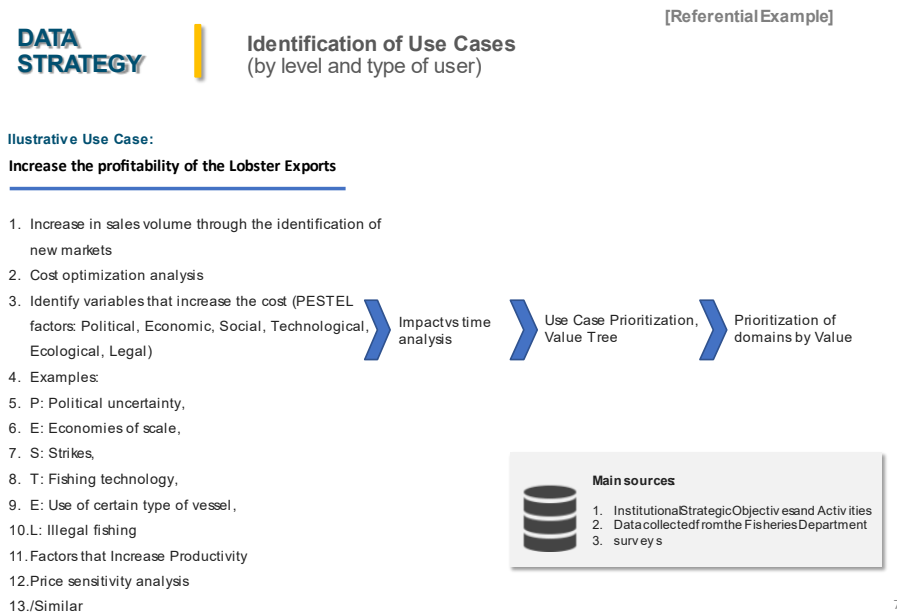 [Referential Example]
DATA
STRATEGY
Identification of Use Cases
(by level and type of user)
Ilustrative Use Case:
Increase the profitability of the Lobster Exports
1. Increase in sales volume through the identification of
new markets
2. Cost optimization analysis
3. Identify variables that increase the cost (PESTEL
factors: Political, Economic, Social, Technological,
Ecological, Legal)
4. Examples:
5. P: Political uncertainty,
6. E: Economies of scale,
7. S: Strikes,
8. T: Fishing technology,
9. E: Use of certain type of vessel,
10.L: Illegal fishing
11.Factors that Increase Productivity
12.Price sensitivity analysis
13./Similar
Impact vs time
analysis
Use Case Prioritization,
Value Tree
Prioritization of
domains by Value
Main sources:
1. Institutional Strategic Objectives and Activities
2. Data collected from the Fisheries Department
3. surveys
7